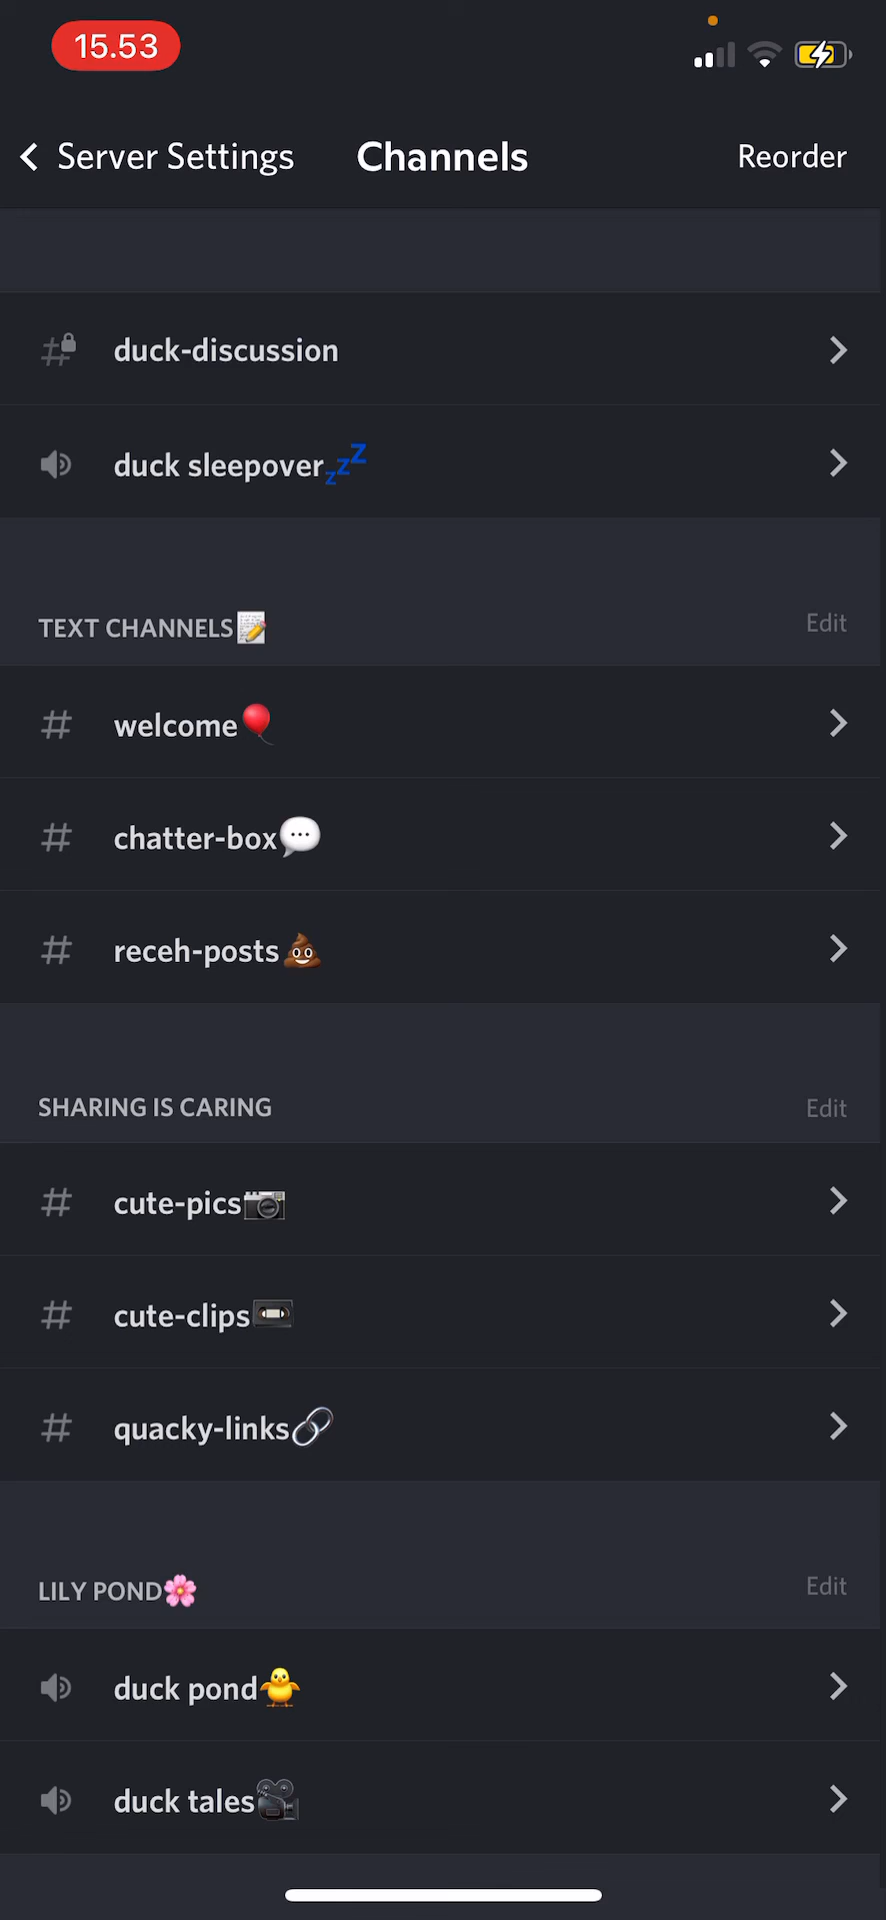 15.53
Server Settings Channels Reorder
duck-discussion
duck sleepover💤
TEXT CHANNELS📝 Edit
welcome🎈
chatter-box💬
receh-posts💩
SHARING IS CARING Edit
cute-pics📷
cute-clips📼
quacky-links🔗
LILY POND🌸 Edit
duck pond🐥
duck tales🎥